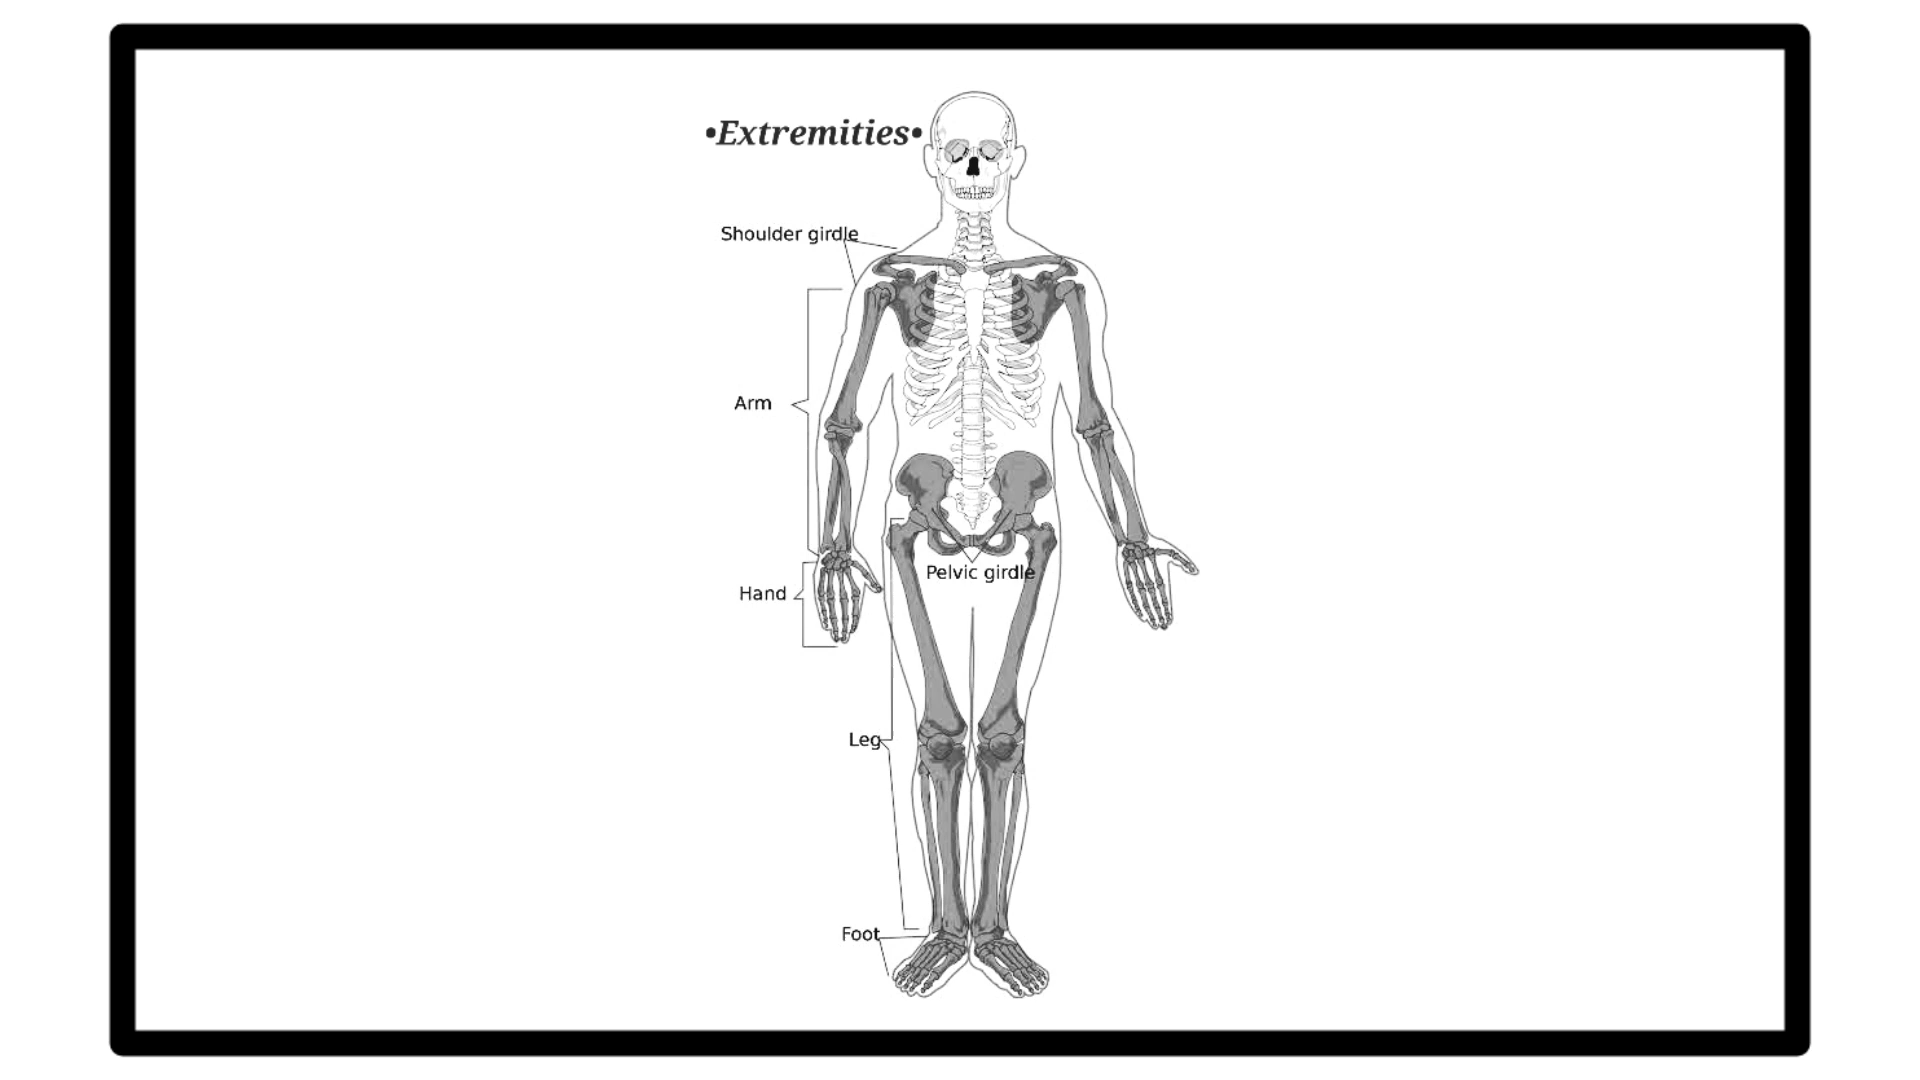 •Extremities•
Shoulder girdle
Arm
Pelvic girdle
Hand
Leg
Foot